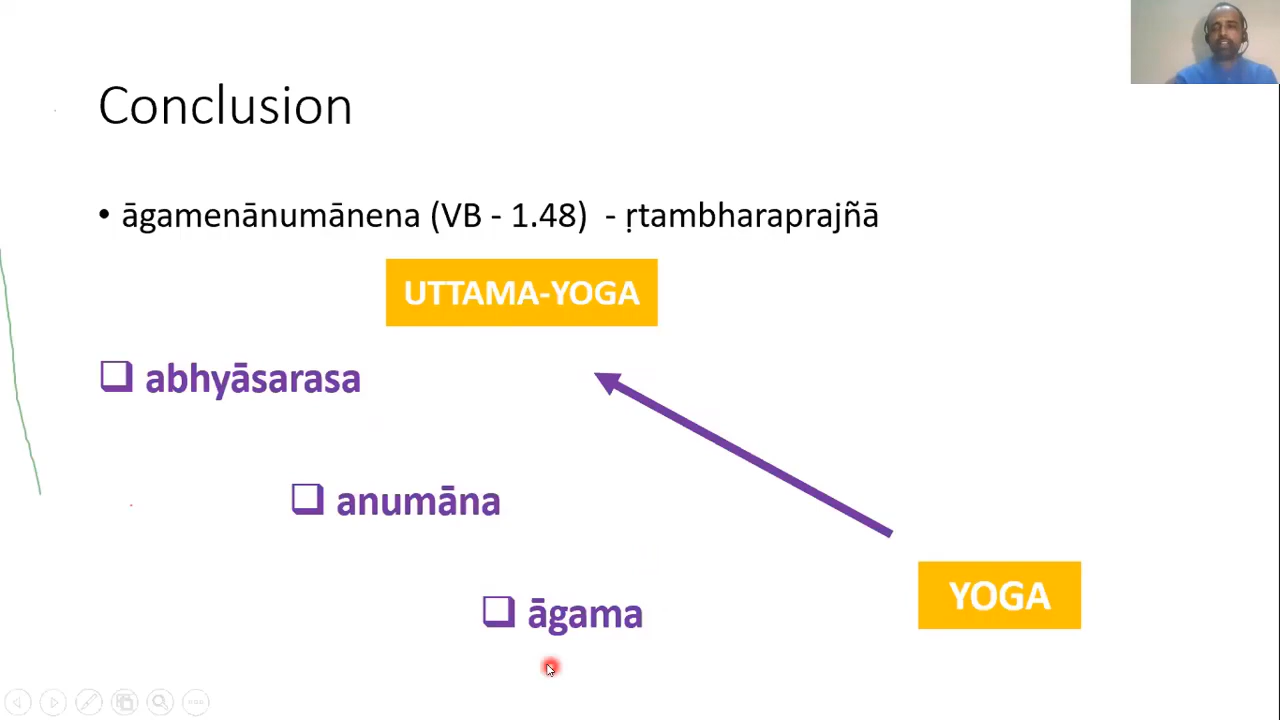 Conclusion
• āgamenānumānena (VB - 1.48) - ṛtambharaprajñā
UTTAMA-YOGA
❑ abhyāsarasa
❑ anumāna
❑ āgama
YOGA